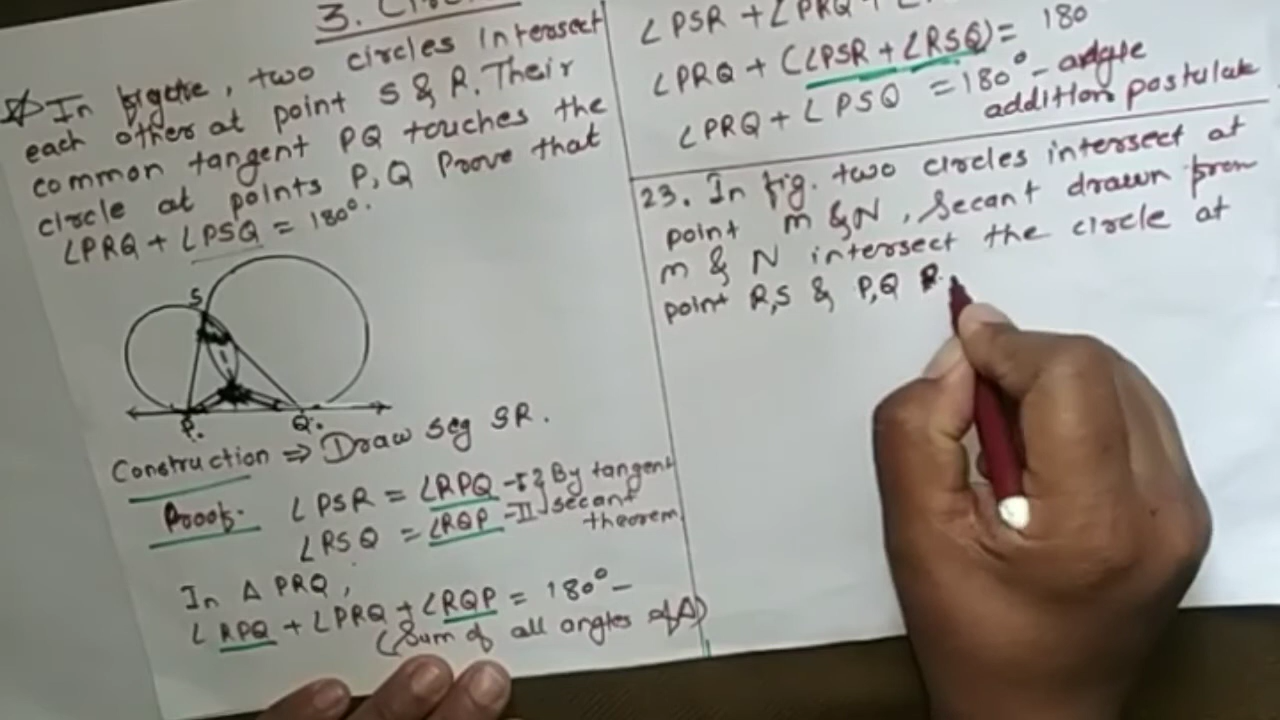 3. Circle
In figure, two circles intersect
each other at point S & R. Their
common tangent PQ touches the
circle at points P, Q Prove that
∠PRQ + ∠PSQ = 180°.
S
P.
Q.
Construction ⇒ Draw seg SR.
Proof:-
∠PSR = ∠RPQ - I } By tangent
∠RSQ = ∠RQP - II } secant
theorem
In Δ PRQ,
∠RPQ + ∠PRQ + ∠RQP = 180° -
(Sum of all angles of Δ)
∠PSR + ∠PRQ +
∠PRQ + (∠PSR + ∠RSQ) = 180
∠PRQ + ∠PSQ = 180° - angle
addition postulate
23. In fig. two circles intersect at
point m & N, Secant drawn from
m & N intersect the circle at
point R,S & P,Q